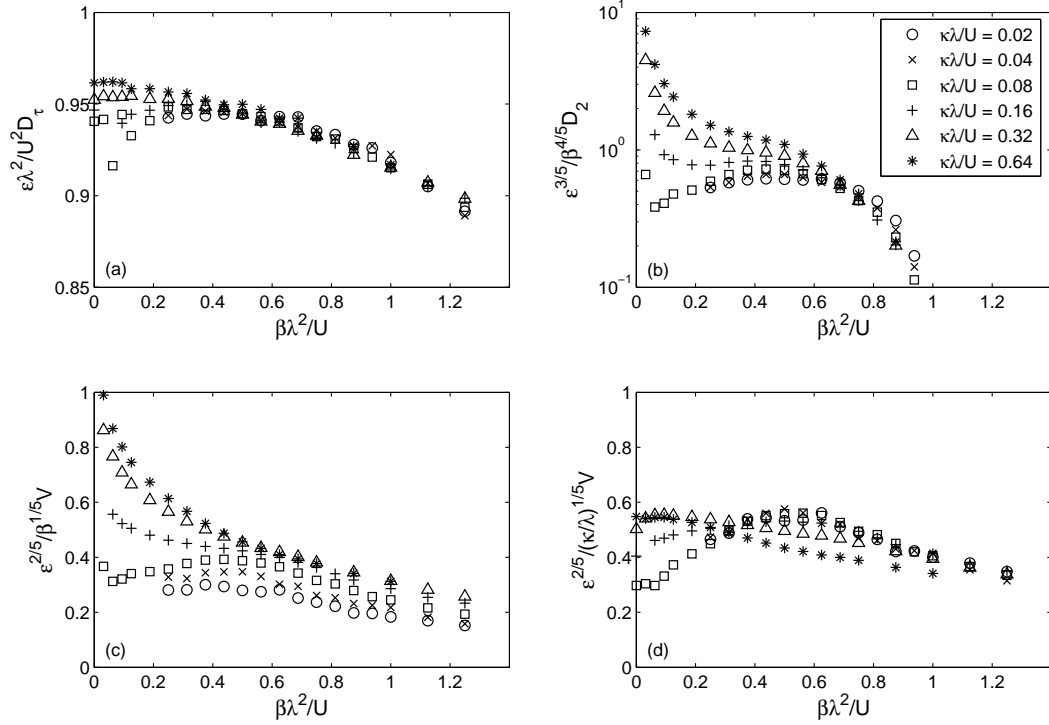 ελ²/U²D_τ
1
0.95
0.9
0.85
(a)
0 0.2 0.4 0.6 0.8 1 1.2
βλ²/U
ε^{3/5}/β^{4/5}D₂
10¹
10⁰
10⁻¹
(b)
κλ/U = 0.02
κλ/U = 0.04
κλ/U = 0.08
κλ/U = 0.16
κλ/U = 0.32
κλ/U = 0.64
0 0.2 0.4 0.6 0.8 1 1.2
βλ²/U
ε^{2/5}/β^{1/5}V
1
0.8
0.6
0.4
0.2
0
(c)
0 0.2 0.4 0.6 0.8 1 1.2
βλ²/U
ε^{2/5}/(κ/λ)^{1/5}V
1
0.8
0.6
0.4
0.2
0
(d)
0 0.2 0.4 0.6 0.8 1 1.2
βλ²/U